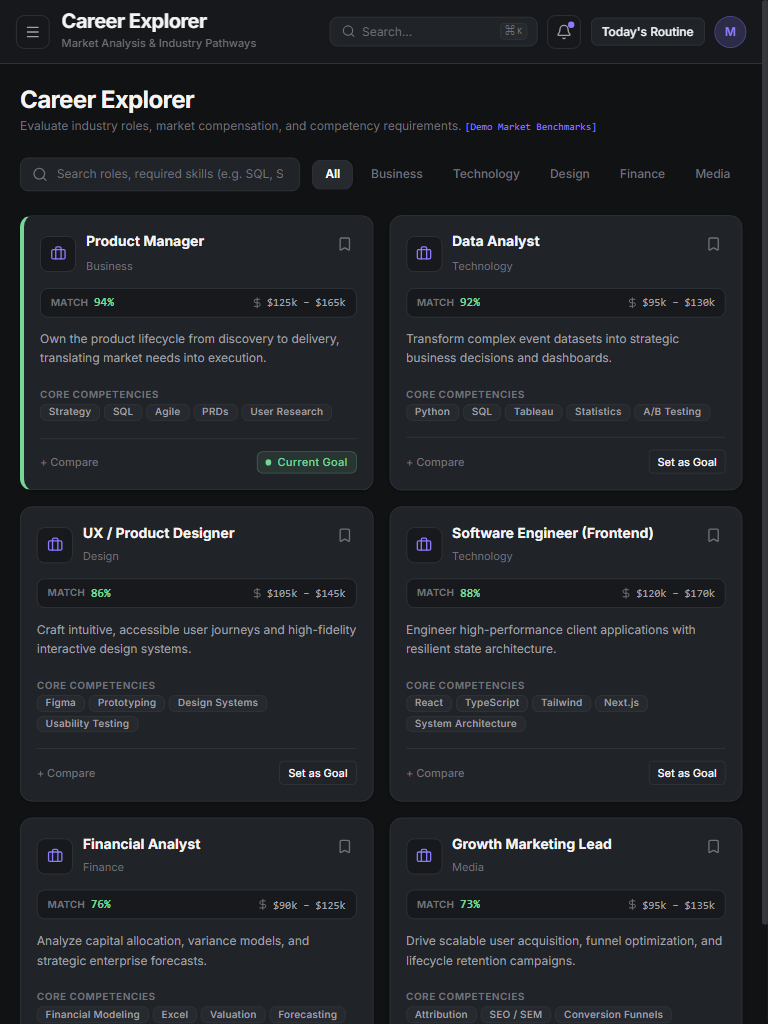 Career Explorer
Market Analysis & Industry Pathways
Search...
⌘K
Today's Routine
M
Career Explorer
Evaluate industry roles, market compensation, and competency requirements. [Demo Market Benchmarks]
Search roles, required skills (e.g. SQL, S
All
Business
Technology
Design
Finance
Media
Product Manager
Business
MATCH 94%
$ $125k – $165k
Own the product lifecycle from discovery to delivery,
translating market needs into execution.
CORE COMPETENCIES
Strategy
SQL
Agile
PRDs
User Research
+ Compare
Current Goal
Data Analyst
Technology
MATCH 92%
$ $95k – $130k
Transform complex event datasets into strategic
business decisions and dashboards.
CORE COMPETENCIES
Python
SQL
Tableau
Statistics
A/B Testing
+ Compare
Set as Goal
UX / Product Designer
Design
MATCH 86%
$ $105k – $145k
Craft intuitive, accessible user journeys and high-fidelity
interactive design systems.
CORE COMPETENCIES
Figma
Prototyping
Design Systems
Usability Testing
+ Compare
Set as Goal
Software Engineer (Frontend)
Technology
MATCH 88%
$ $120k – $170k
Engineer high-performance client applications with
resilient state architecture.
CORE COMPETENCIES
React
TypeScript
Tailwind
Next.js
System Architecture
+ Compare
Set as Goal
Financial Analyst
Finance
MATCH 76%
$ $90k – $125k
Analyze capital allocation, variance models, and
strategic enterprise forecasts.
CORE COMPETENCIES
Financial Modeling
Excel
Valuation
Forecasting
Growth Marketing Lead
Media
MATCH 73%
$ $95k – $135k
Drive scalable user acquisition, funnel optimization, and
lifecycle retention campaigns.
CORE COMPETENCIES
Attribution
SEO / SEM
Conversion Funnels